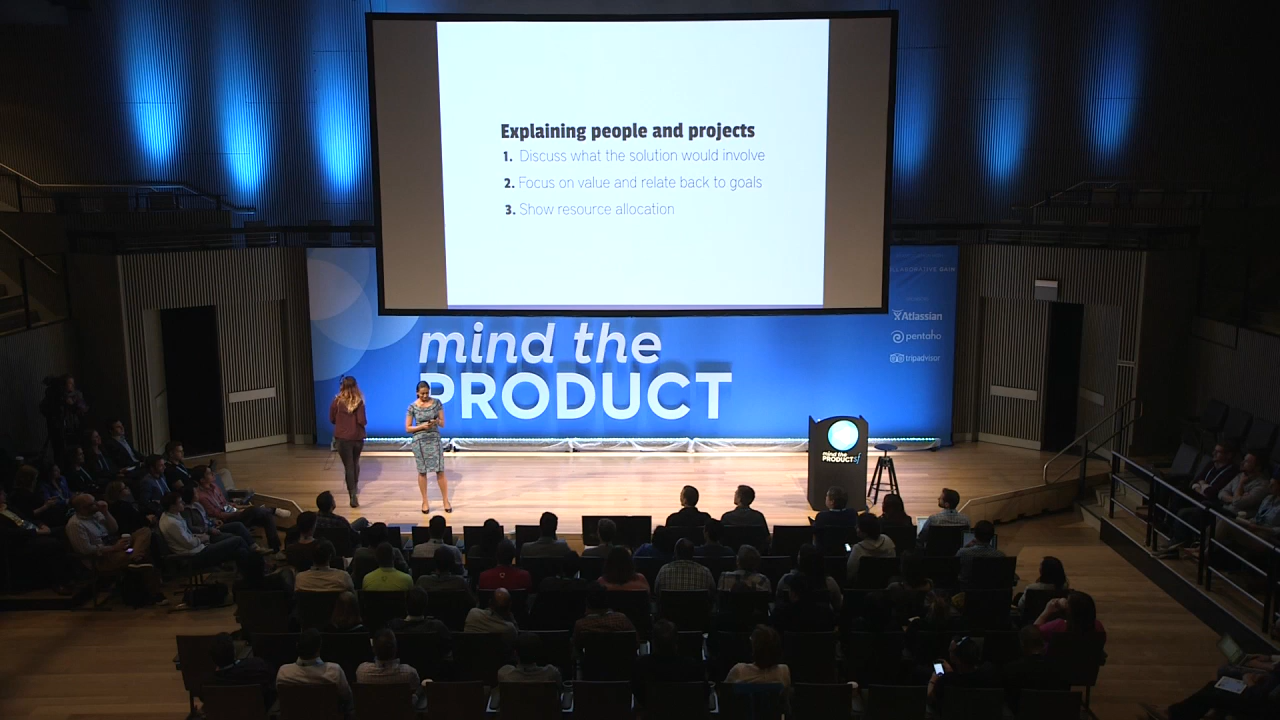 Explaining people and projects
1. Discuss what the solution would involve
2. Focus on value and relate back to goals
3. Show resource allocation
mind the
PRODUCT
Atlassian
pentaho
tripadvisor
mind the
PRODUCTsf